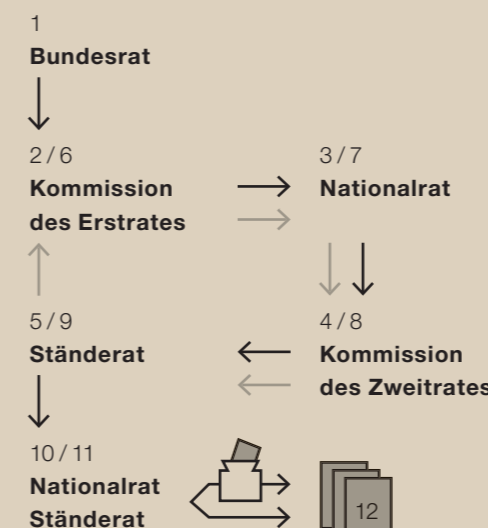 1
Bundesrat
2 / 6
Kommission
des Erstrates
3 / 7
Nationalrat
5 / 9
Ständerat
4 / 8
Kommission
des Zweitrates
10 / 11
Nationalrat
Ständerat
12